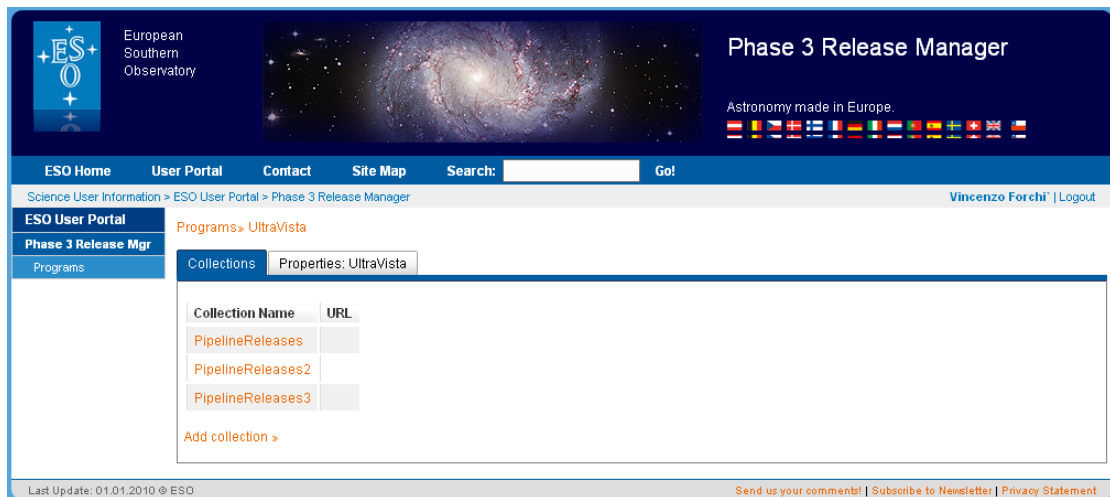 ES
O
European
Southern
Observatory
Phase 3 Release Manager
Astronomy made in Europe.
ESO Home User Portal Contact Site Map Search: Go!
Science User Information > ESO User Portal > Phase 3 Release Manager
Vincenzo Forchi` | Logout
ESO User Portal
Phase 3 Release Mgr
Programs
Programs» UltraVista
Collections Properties: UltraVista
Collection Name URL
PipelineReleases
PipelineReleases2
PipelineReleases3
Add collection »
Last Update: 01.01.2010 © ESO
Send us your comments! | Subscribe to Newsletter | Privacy Statement